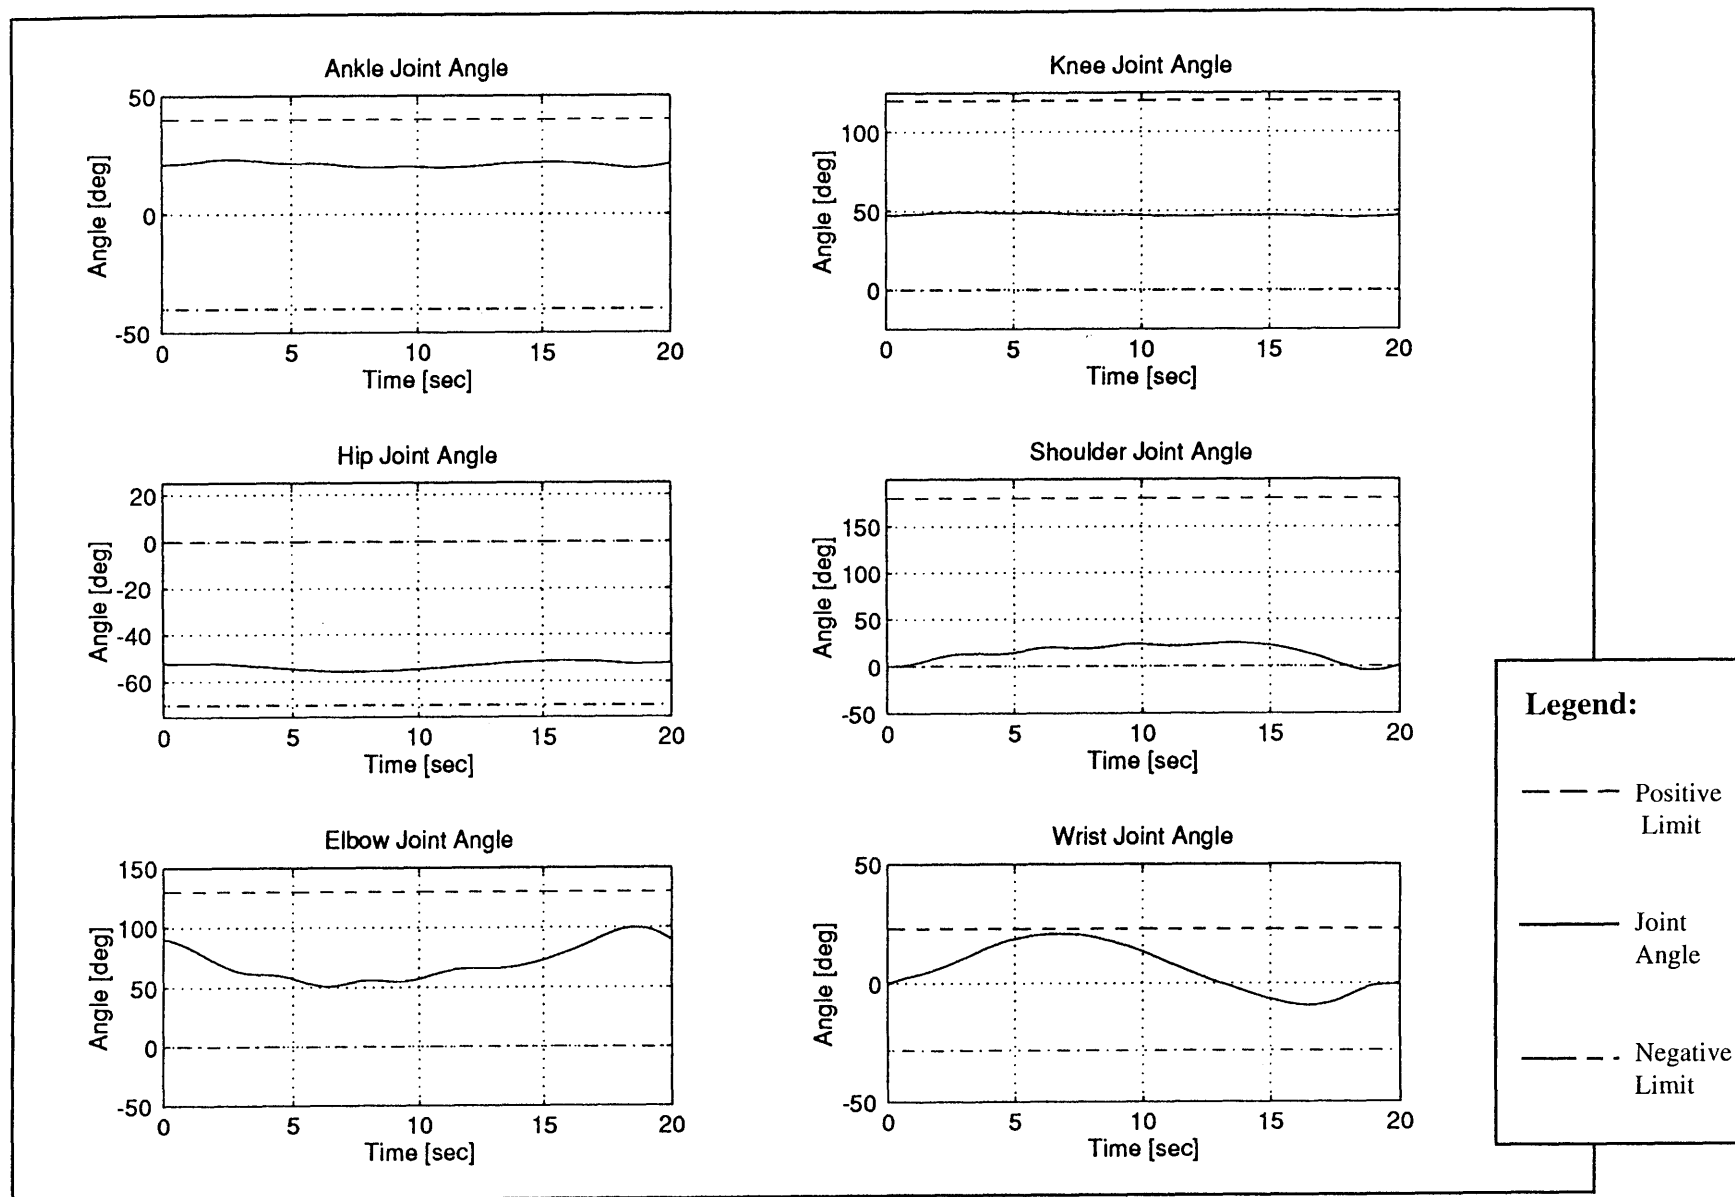 Ankle Joint Angle
50
0
-50
Angle [deg]
0 5 10 15 20
Time [sec]
Knee Joint Angle
100
50
0
Angle [deg]
0 5 10 15 20
Time [sec]
Hip Joint Angle
20
0
-20
-40
-60
Angle [deg]
0 5 10 15 20
Time [sec]
Shoulder Joint Angle
150
100
50
0
-50
Angle [deg]
0 5 10 15 20
Time [sec]
Elbow Joint Angle
150
100
50
0
-50
Angle [deg]
0 5 10 15 20
Time [sec]
Wrist Joint Angle
50
0
-50
Angle [deg]
0 5 10 15 20
Time [sec]
Legend:
Positive
Limit
Joint
Angle
Negative
Limit